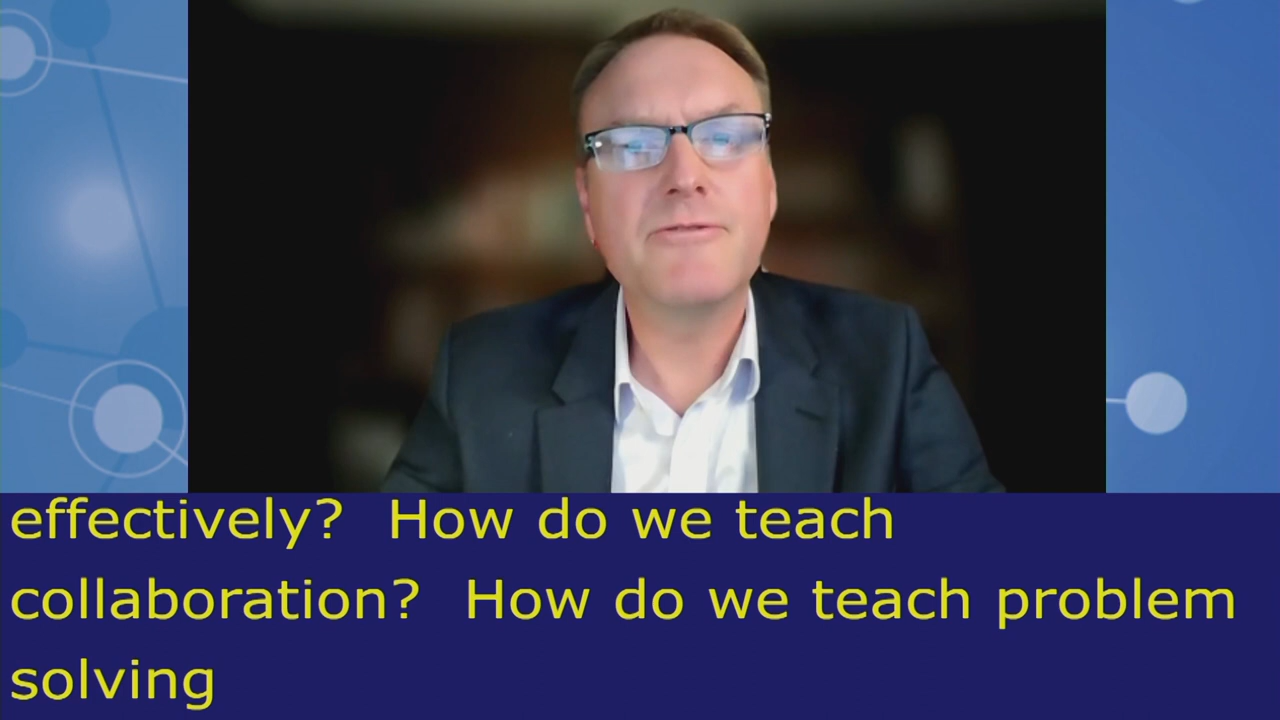 effectively?  How do we teach
collaboration?  How do we teach problem
solving